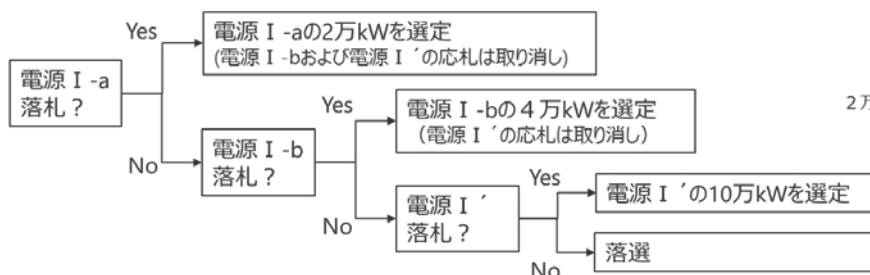 Yes
電源Ⅰ-aの2万kWを選定
(電源Ⅰ-bおよび電源Ⅰ´の応札は取り消し)
電源Ⅰ-a
落札？
No
Yes
電源Ⅰ-bの４万kWを選定
（電源Ⅰ´の応札は取り消し）
2万
電源Ⅰ-b
落札？
No
Yes
電源Ⅰ´の10万kWを選定
電源Ⅰ´
落札？
No
落選